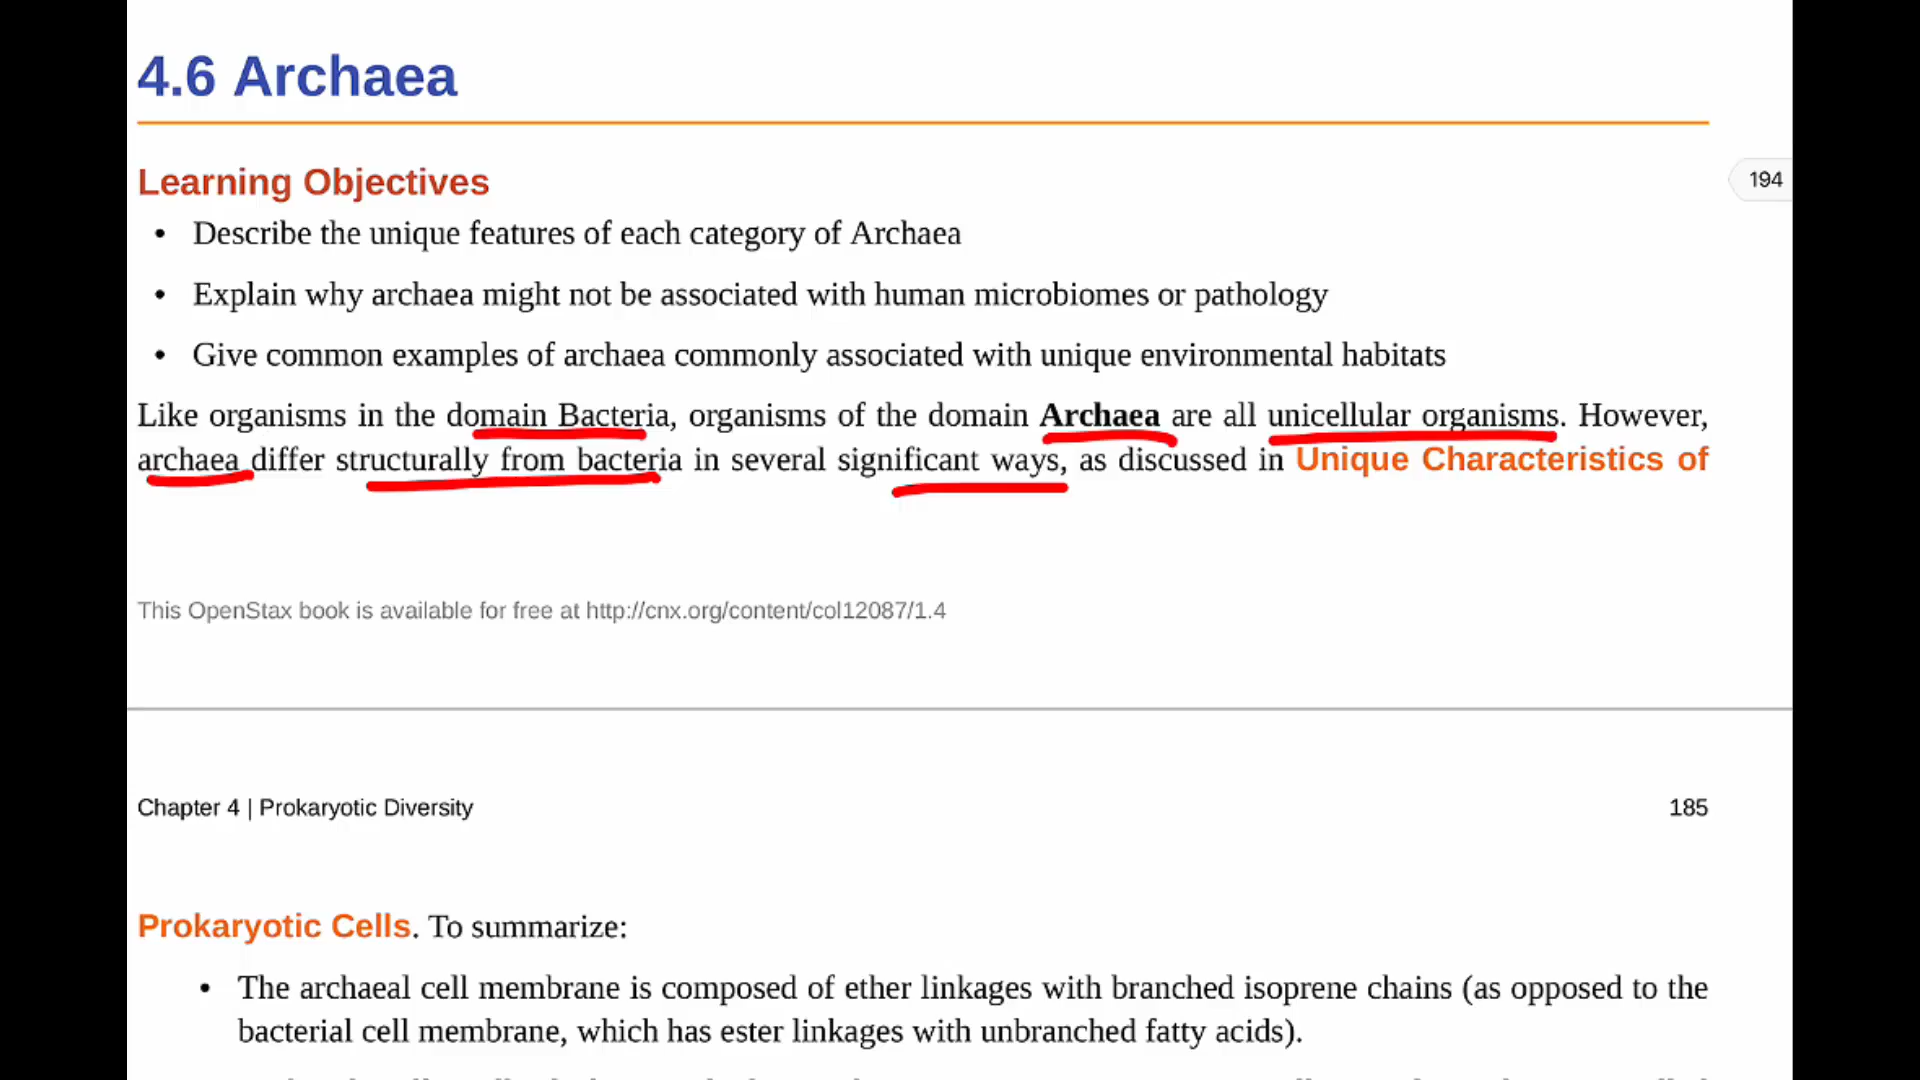 4.6 Archaea
Learning Objectives
194
• Describe the unique features of each category of Archaea
• Explain why archaea might not be associated with human microbiomes or pathology
• Give common examples of archaea commonly associated with unique environmental habitats
Like organisms in the domain Bacteria, organisms of the domain Archaea are all unicellular organisms. However,
archaea differ structurally from bacteria in several significant ways, as discussed in Unique Characteristics of
This OpenStax book is available for free at http://cnx.org/content/col12087/1.4
Chapter 4 | Prokaryotic Diversity 185
Prokaryotic Cells. To summarize:
• The archaeal cell membrane is composed of ether linkages with branched isoprene chains (as opposed to the
bacterial cell membrane, which has ester linkages with unbranched fatty acids).